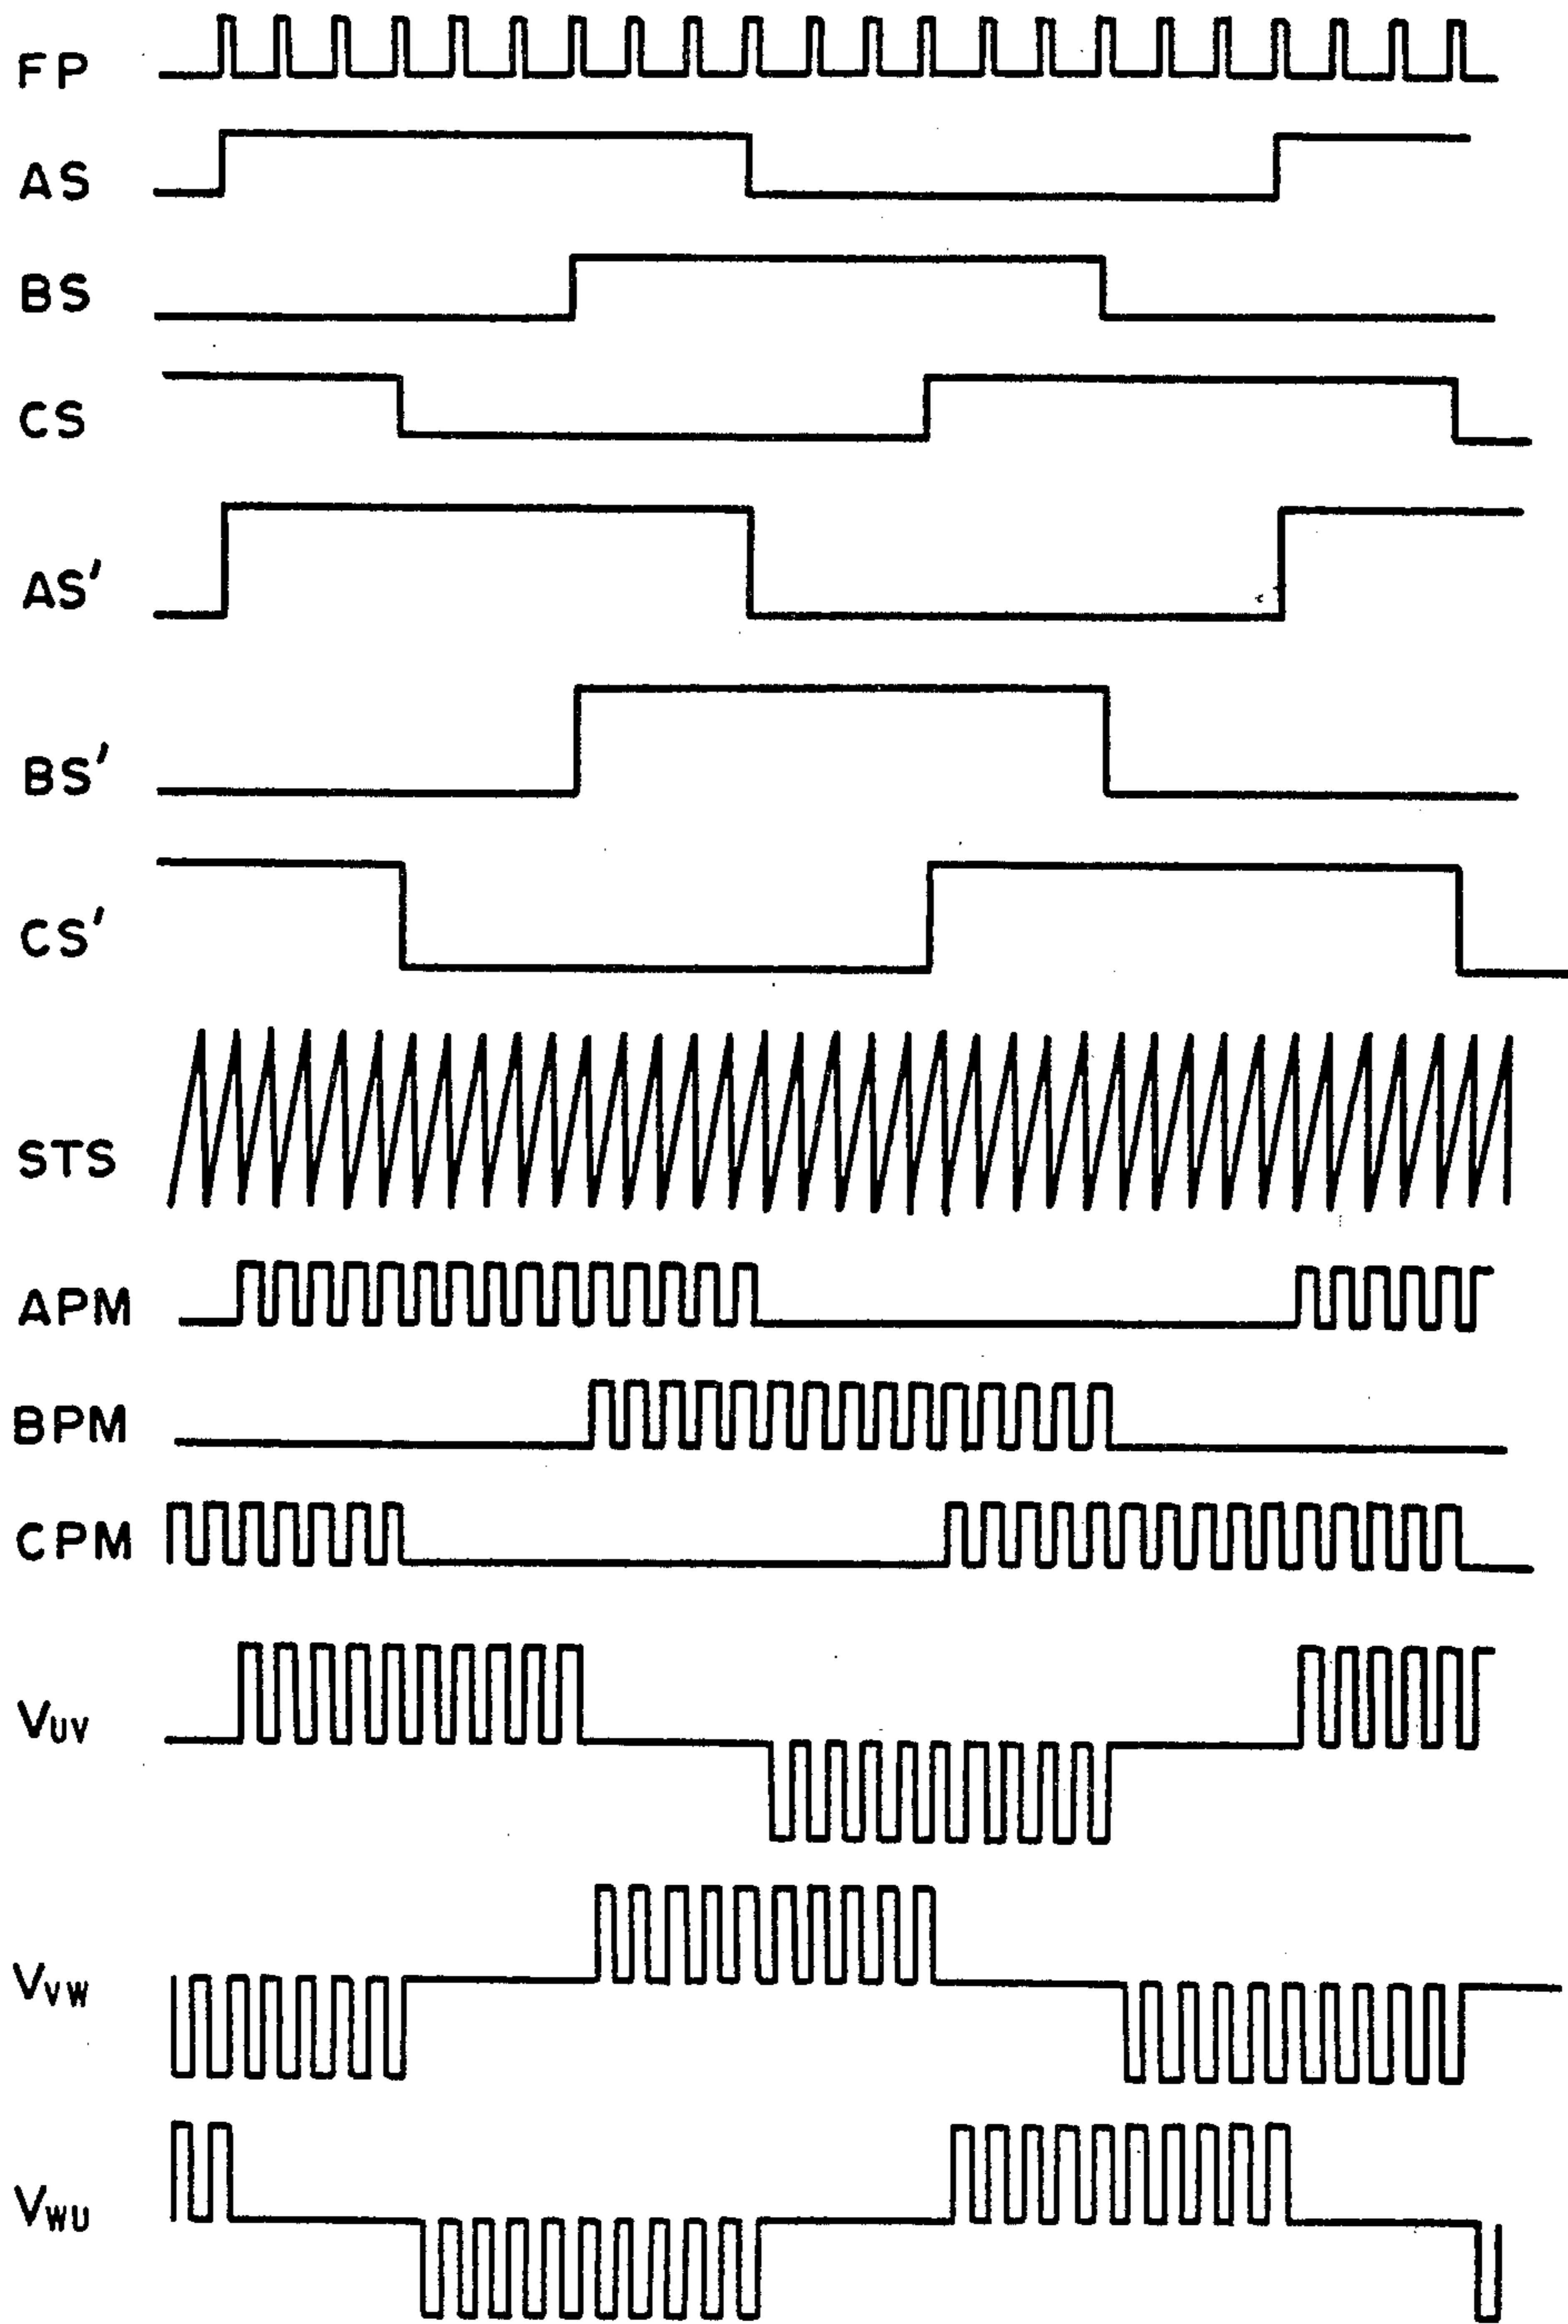 FP
AS
BS
CS
AS'
BS'
CS'
STS
APM
BPM
CPM
VUV
VVW
VWU